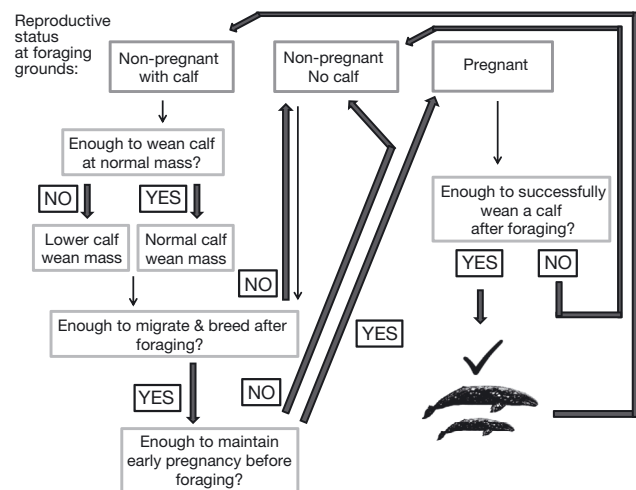 Reproductive
status
at foraging
grounds:
Non-pregnant
with calf
Non-pregnant
No calf
Pregnant
Enough to wean calf
at normal mass?
NO
YES
Lower calf
wean mass
Normal calf
wean mass
Enough to successfully
wean a calf
after foraging?
YES
NO
NO
Enough to migrate & breed after
foraging?
YES
YES
NO
Enough to maintain
early pregnancy before
foraging?